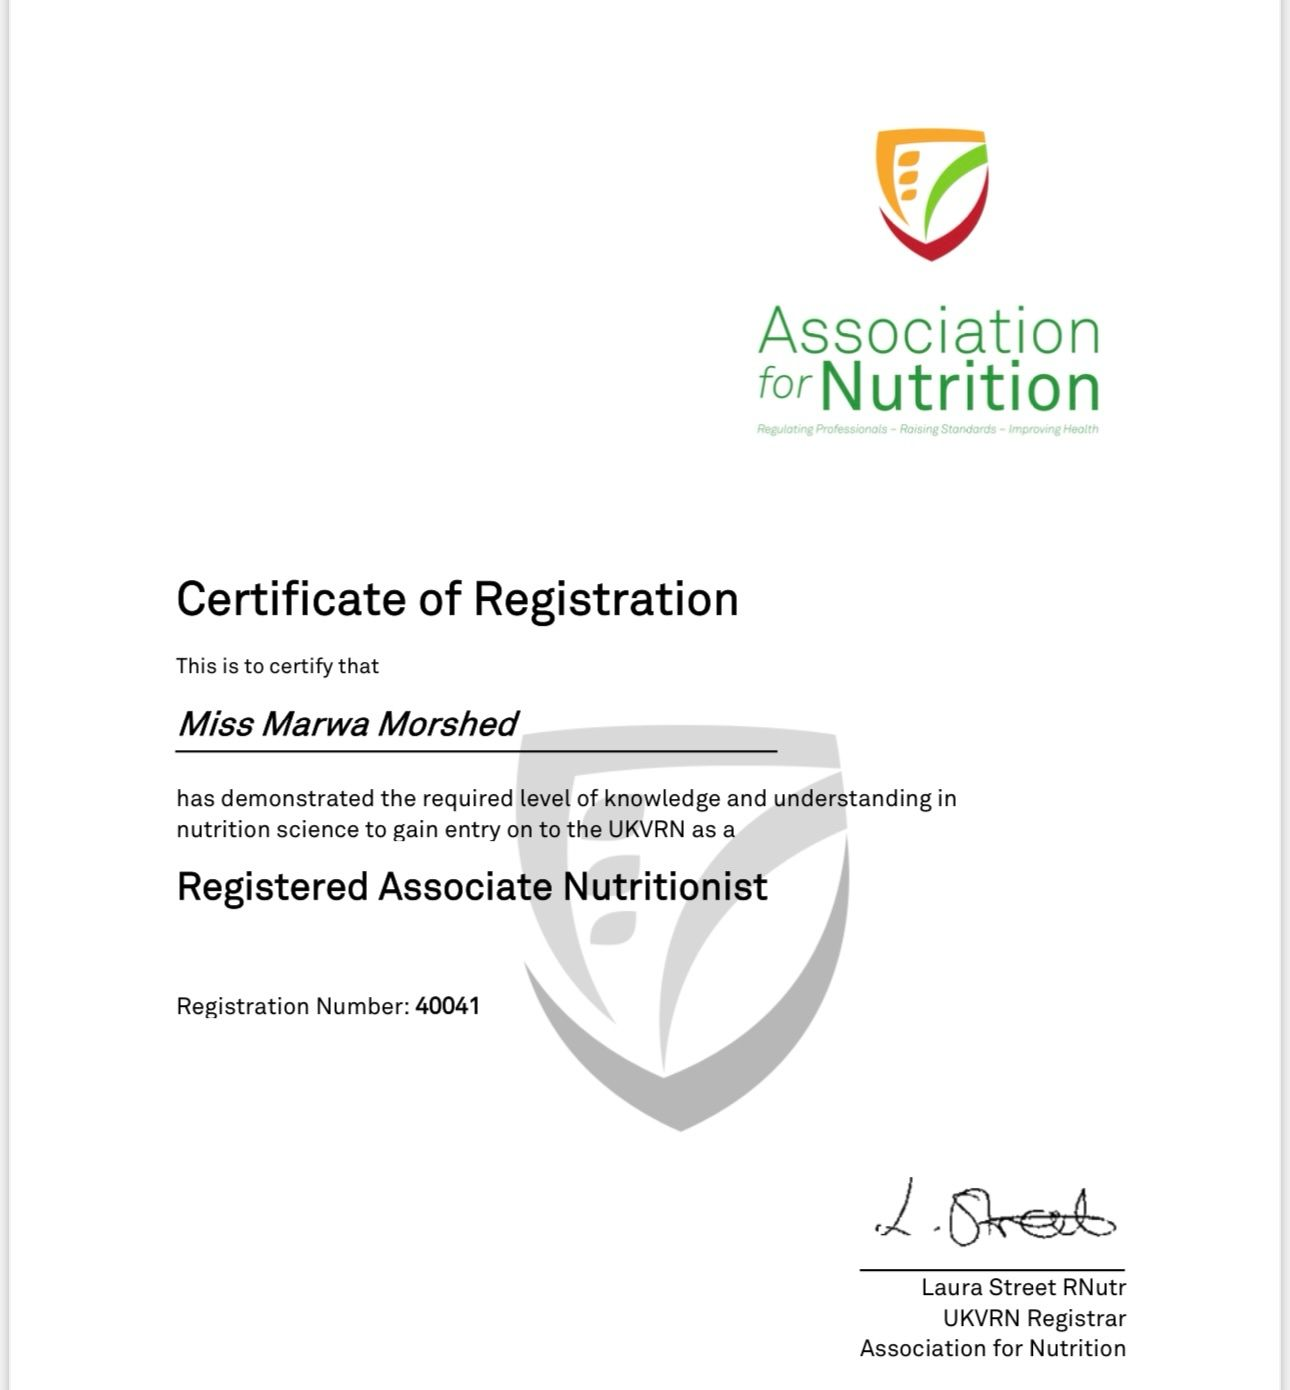 Association
for Nutrition
Regulating Professionals – Raising Standards – Improving Health
Certificate of Registration
This is to certify that
Miss Marwa Morshed
has demonstrated the required level of knowledge and understanding in
nutrition science to gain entry on to the UKVRN as a
Registered Associate Nutritionist
Registration Number: 40041
L. Street
Laura Street RNutr
UKVRN Registrar
Association for Nutrition